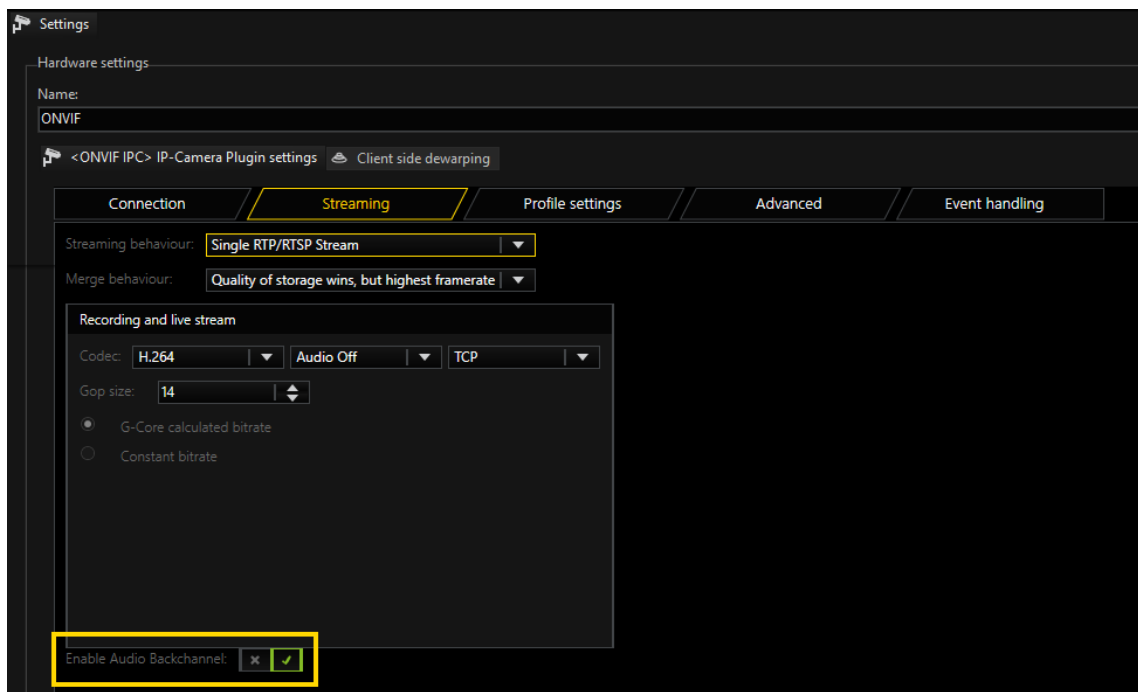 Settings
Hardware settings
Name:
ONVIF
<ONVIF IPC> IP-Camera Plugin settings Client side dewarping
Connection Streaming Profile settings Advanced Event handling
Streaming behaviour: Single RTP/RTSP Stream
Merge behaviour: Quality of storage wins, but highest framerate
Recording and live stream
Codec: H.264 Audio Off TCP
Gop size: 14
G-Core calculated bitrate
Constant bitrate
Enable Audio Backchannel: